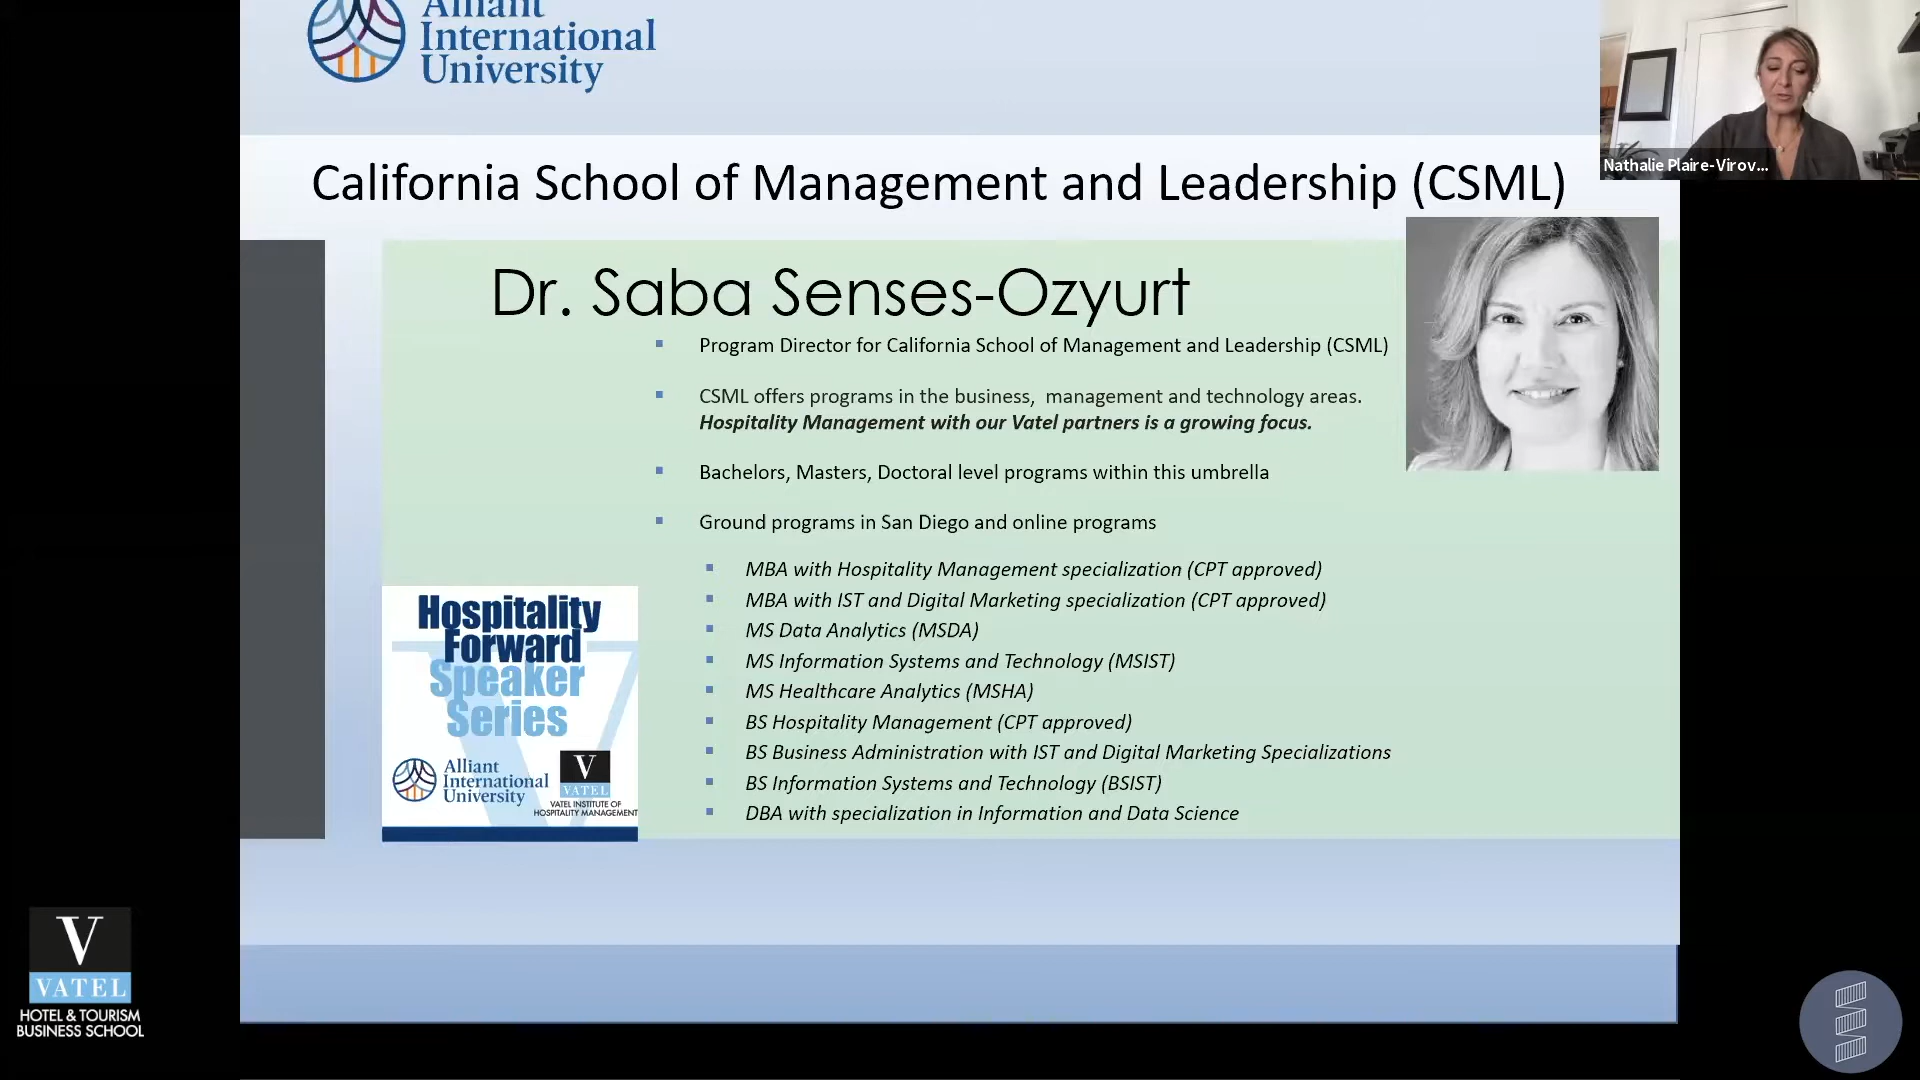 Alliant
International
University
Nathalie Plaire-Virov...
California School of Management and Leadership (CSML)
Dr. Saba Senses-Ozyurt
Program Director for California School of Management and Leadership (CSML)
CSML offers programs in the business, management and technology areas.
Hospitality Management with our Vatel partners is a growing focus.
Bachelors, Masters, Doctoral level programs within this umbrella
Ground programs in San Diego and online programs
MBA with Hospitality Management specialization (CPT approved)
MBA with IST and Digital Marketing specialization (CPT approved)
MS Data Analytics (MSDA)
MS Information Systems and Technology (MSIST)
MS Healthcare Analytics (MSHA)
BS Hospitality Management (CPT approved)
BS Business Administration with IST and Digital Marketing Specializations
BS Information Systems and Technology (BSIST)
DBA with specialization in Information and Data Science
Hospitality
Forward
Speaker
Series
Alliant
International
University
V
VATEL
VATEL INSTITUTE OF
HOSPITALITY MANAGEMENT
V
VATEL
HOTEL & TOURISM
BUSINESS SCHOOL